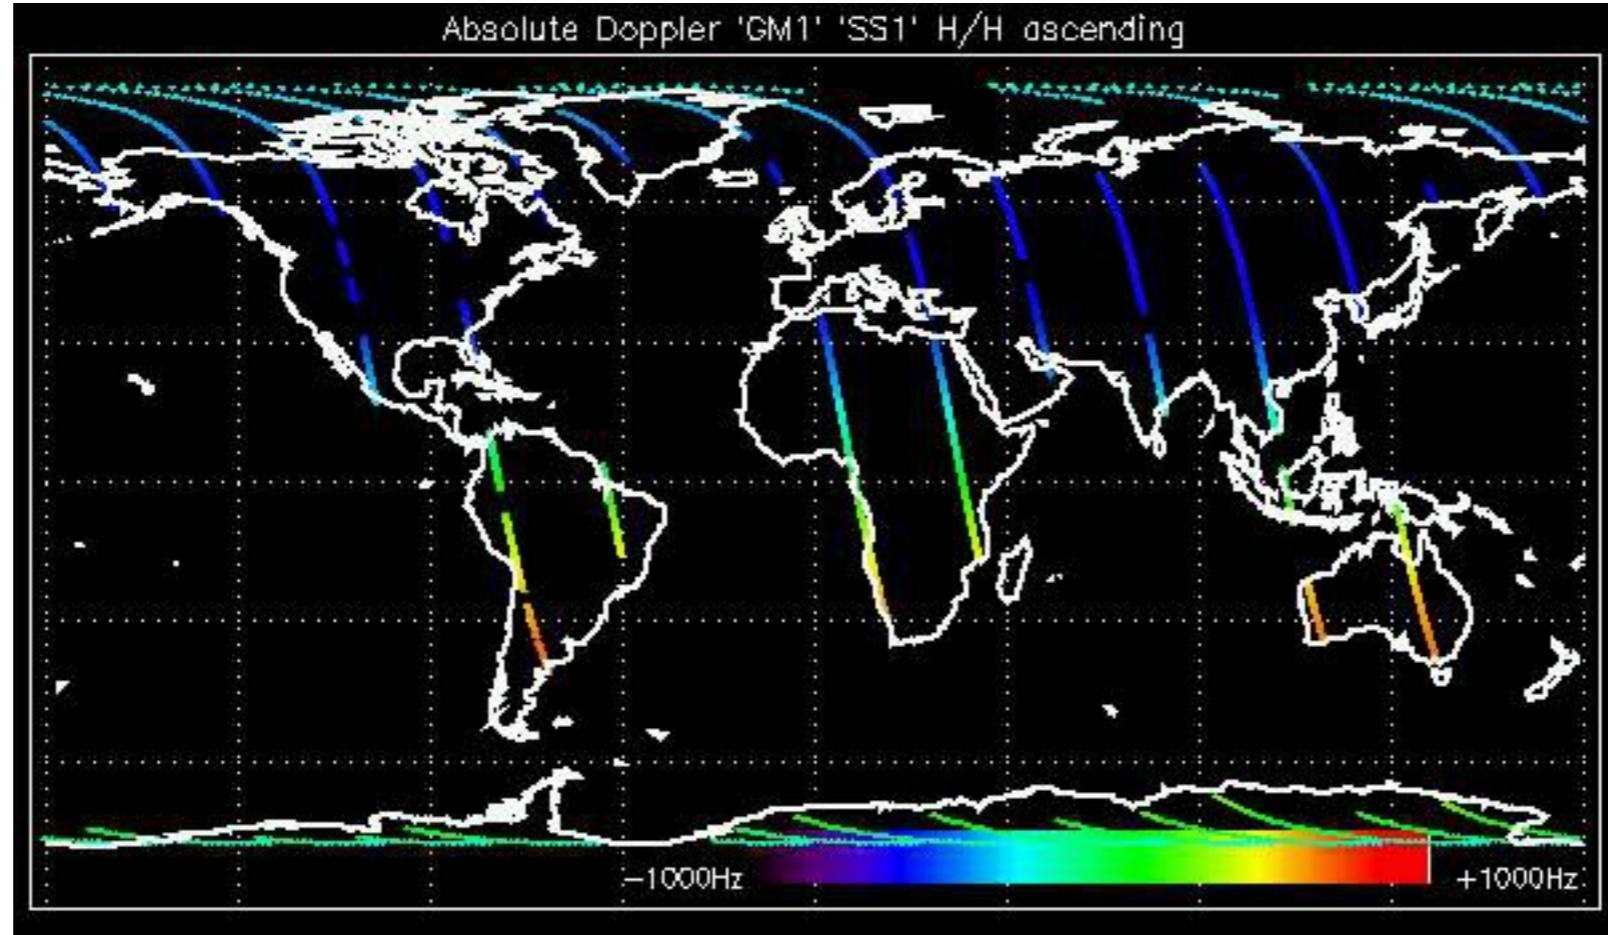 Absolute Doppler 'GM1' 'SS1' H/H ascending
-1000Hz
+1000Hz